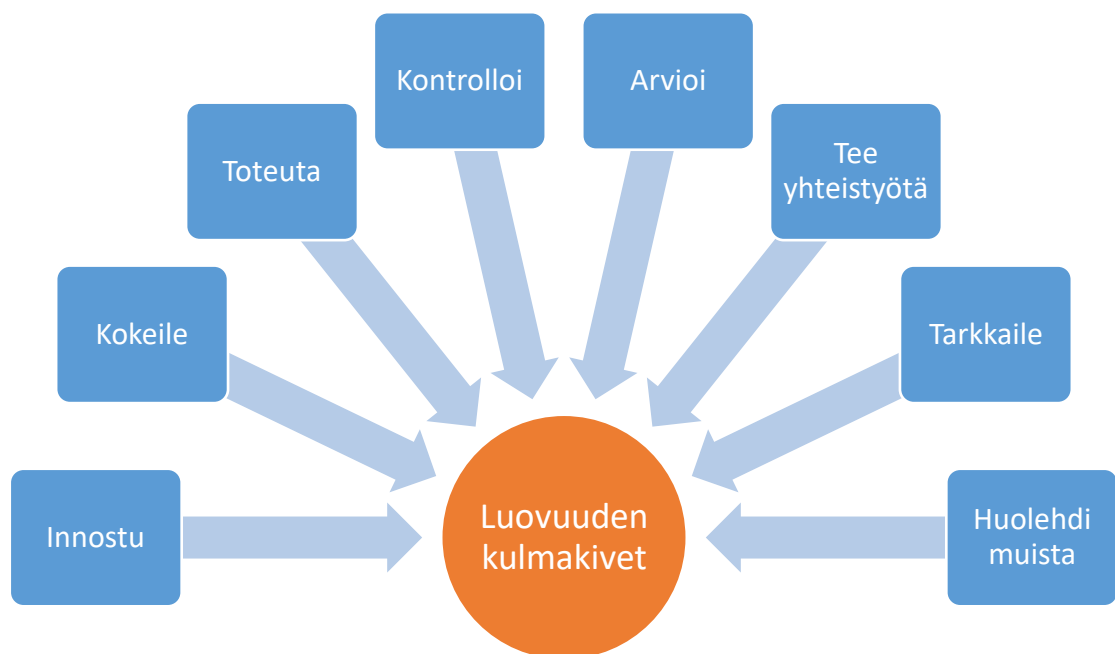 Kontrolloi
Arvioi
Toteuta
Tee
yhteistyötä
Kokeile
Tarkkaile
Innostu
Luovuuden
kulmakivet
Huolehdi
muista